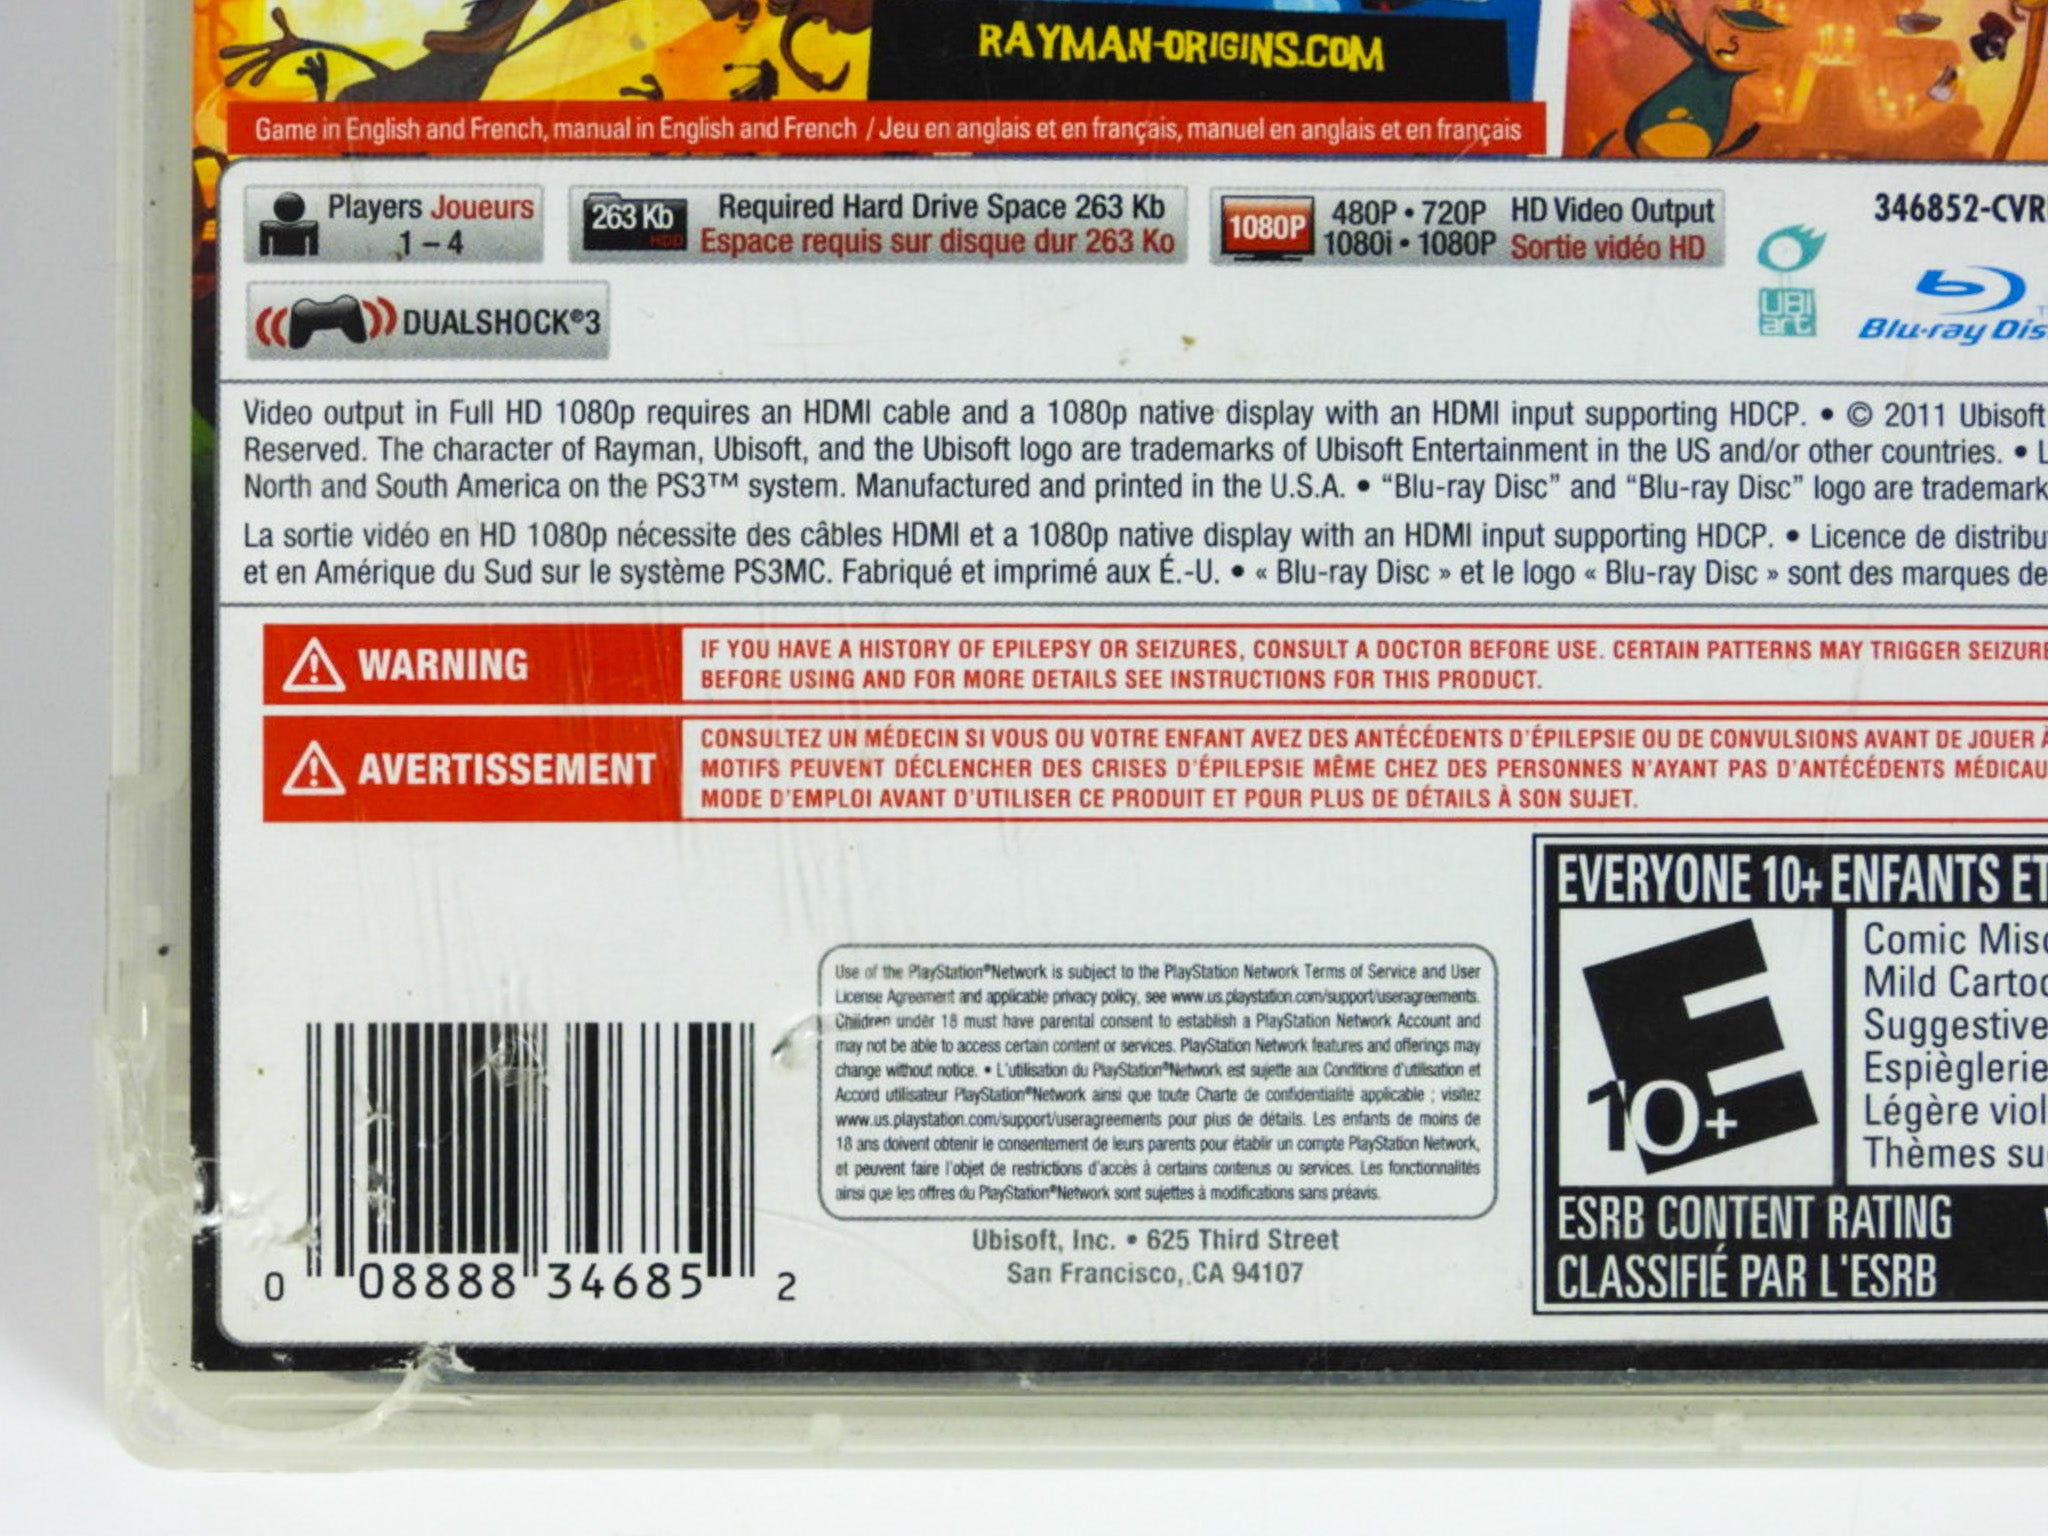 RAYMAN-ORIGINS.COM
Game in English and French, manual in English and French / Jeu en anglais et en français, manuel en anglais et en français
Players Joueurs
1 – 4
263 Kb
HDD
Required Hard Drive Space 263 Kb
Espace requis sur disque dur 263 Ko
1080P
480P • 720P
1080i • 1080P
HD Video Output
Sortie vidéo HD
346852-CVR
UBI
art
Blu-ray Disc
DUALSHOCK®3
Video output in Full HD 1080p requires an HDMI cable and a 1080p native display with an HDMI input supporting HDCP. • © 2011 Ubisoft
Reserved. The character of Rayman, Ubisoft, and the Ubisoft logo are trademarks of Ubisoft Entertainment in the US and/or other countries. •
North and South America on the PS3™ system. Manufactured and printed in the U.S.A. • “Blu-ray Disc” and “Blu-ray Disc” logo are trademark
La sortie vidéo en HD 1080p nécessite des câbles HDMI et a 1080p native display with an HDMI input supporting HDCP. • Licence de distribu
et en Amérique du Sud sur le système PS3MC. Fabriqué et imprimé aux É.-U. • « Blu-ray Disc » et le logo « Blu-ray Disc » sont des marques de
WARNING
IF YOU HAVE A HISTORY OF EPILEPSY OR SEIZURES, CONSULT A DOCTOR BEFORE USE. CERTAIN PATTERNS MAY TRIGGER SEIZURE
BEFORE USING AND FOR MORE DETAILS SEE INSTRUCTIONS FOR THIS PRODUCT.
AVERTISSEMENT
CONSULTEZ UN MÉDECIN SI VOUS OU VOTRE ENFANT AVEZ DES ANTÉCÉDENTS D'ÉPILEPSIE OU DE CONVULSIONS AVANT DE JOUER À
MOTIFS PEUVENT DÉCLENCHER DES CRISES D'ÉPILEPSIE MÊME CHEZ DES PERSONNES N'AYANT PAS D'ANTÉCÉDENTS MÉDICAU
MODE D'EMPLOI AVANT D'UTILISER CE PRODUIT ET POUR PLUS DE DÉTAILS À SON SUJET.
Use of the PlayStation®Network is subject to the PlayStation Network Terms of Service and User
License Agreement and applicable privacy policy, see www.us.playstation.com/support/useragreements.
Children under 18 must have parental consent to establish a PlayStation Network Account and
may not be able to access certain content or services. PlayStation Network features and offerings may
change without notice. • L'utilisation du PlayStation®Network est sujette aux Conditions d'utilisation et
Accord utilisateur PlayStation®Network ainsi que toute Charte de confidentialité applicable ; visitez
www.us.playstation.com/support/useragreements pour plus de détails. Les enfants de moins de
18 ans doivent obtenir le consentement de leurs parents pour établir un compte PlayStation Network,
et peuvent faire l'objet de restrictions d'accès à certains contenus ou services. Les fonctionnalités
ainsi que les offres du PlayStation®Network sont sujettes à modifications sans préavis.
Ubisoft, Inc. • 625 Third Street
San Francisco, CA 94107
0 08888 34685 2
EVERYONE 10+ ENFANTS ET
E
10+
Comic Misc
Mild Cartoo
Suggestive
Espièglerie
Légère viol
Thèmes su
ESRB CONTENT RATING
CLASSIFIÉ PAR L'ESRB